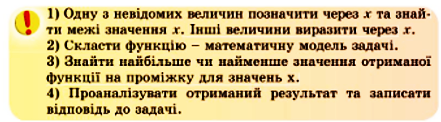 1) Одну з невідомих величин позначити через x та знай-
ти межі значення x. Інші величини виразити через x.
2) Скласти функцію – математичну модель задачі.
3) Знайти найбільше чи найменше значення отриманої
функції на проміжку для значень x.
4) Проаналізувати отриманий результат та записати
відповідь до задачі.